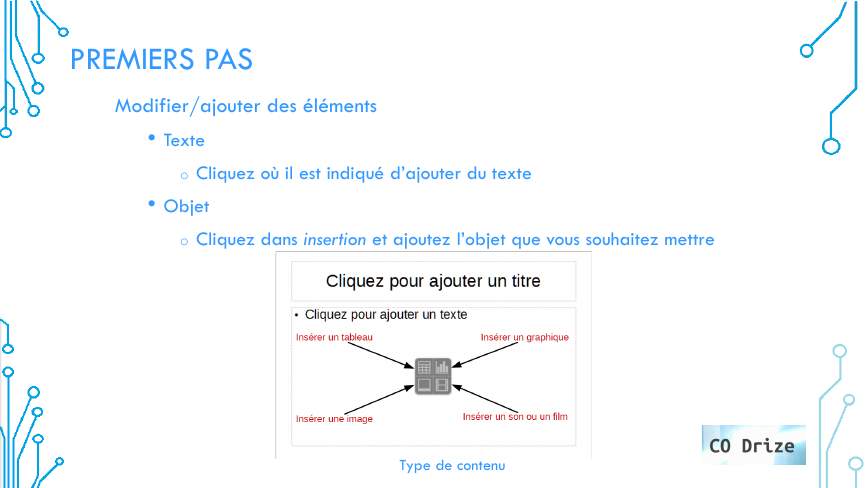 PREMIERS PAS
Modifier/ajouter des éléments
• Texte
o Cliquez où il est indiqué d’ajouter du texte
• Objet
o Cliquez dans insertion et ajoutez l’objet que vous souhaitez mettre
Cliquez pour ajouter un titre
• Cliquez pour ajouter un texte
Insérer un tableau
Insérer un graphique
Insérer une image
Insérer un son ou un film
CO Drize
Type de contenu